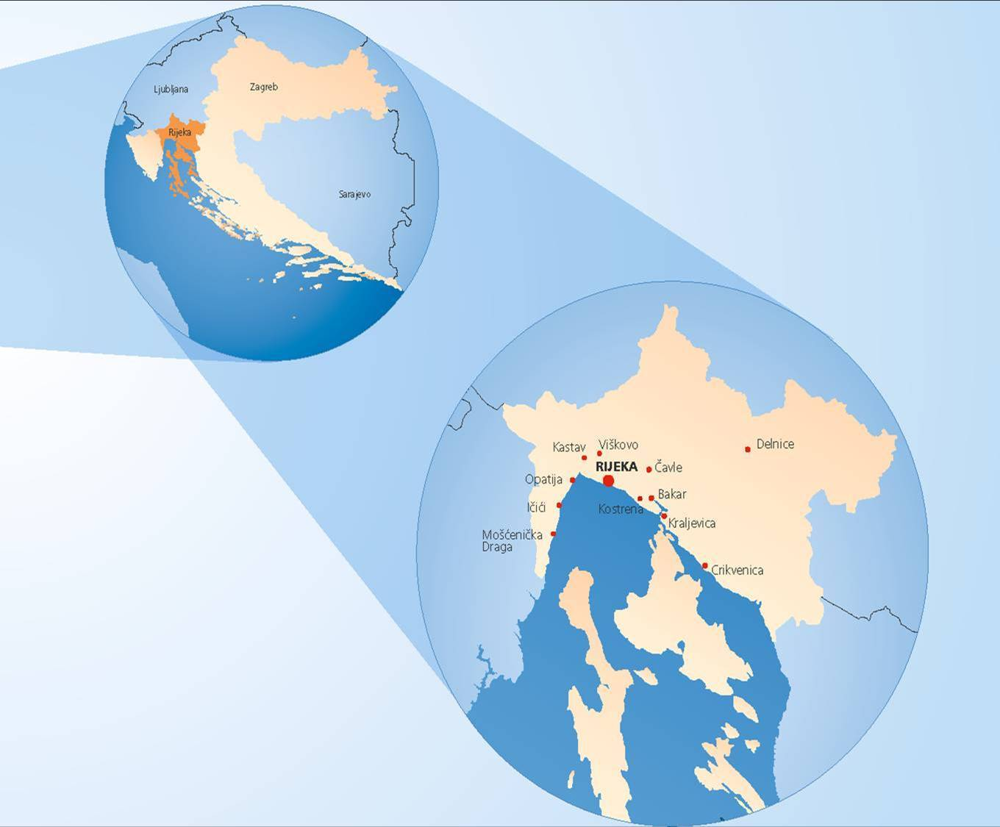 Ljubljana
Zagreb
Rijeka
Sarajevo
Kastav
Viškovo
Delnice
RIJEKA
Čavle
Opatija
Bakar
Ičići
Kostrena
Kraljevica
Mošćenička
Draga
Crikvenica